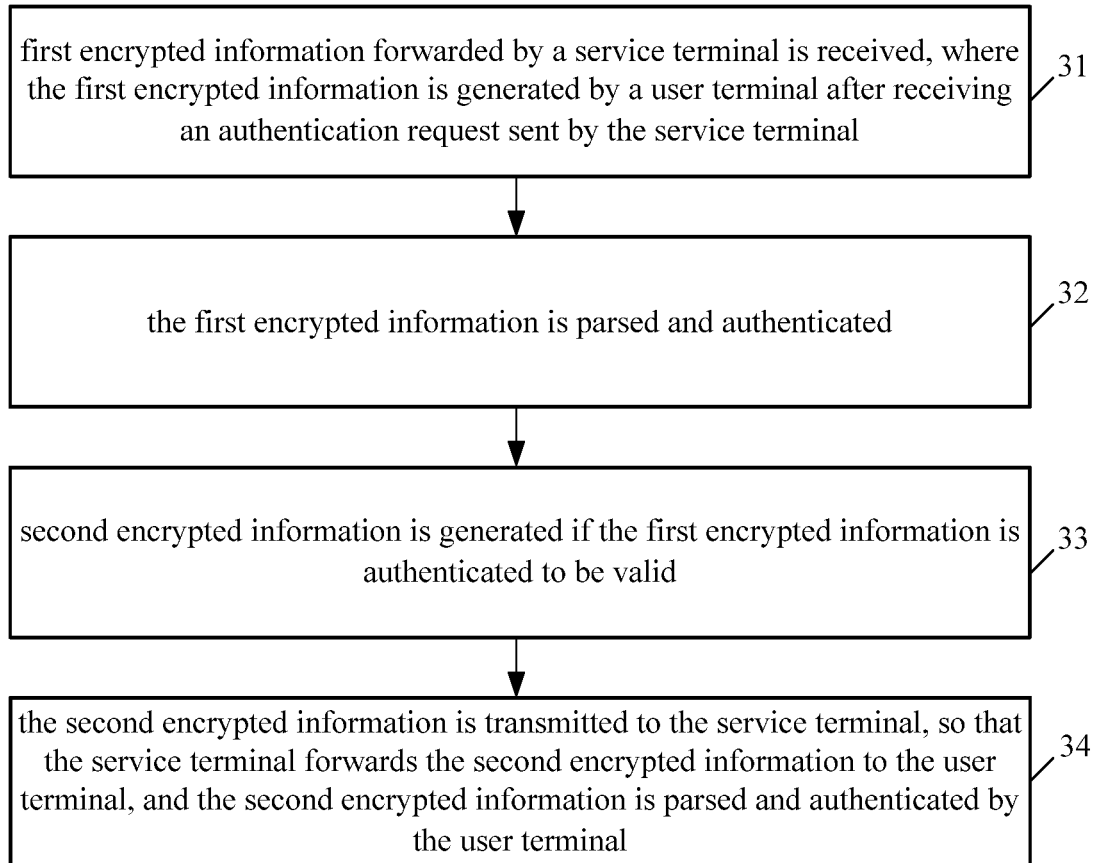 first encrypted information forwarded by a service terminal is received, where
the first encrypted information is generated by a user terminal after receiving
an authentication request sent by the service terminal
31
the first encrypted information is parsed and authenticated
32
second encrypted information is generated if the first encrypted information is
authenticated to be valid
33
the second encrypted information is transmitted to the service terminal, so that
the service terminal forwards the second encrypted information to the user
terminal, and the second encrypted information is parsed and authenticated by
the user terminal
34